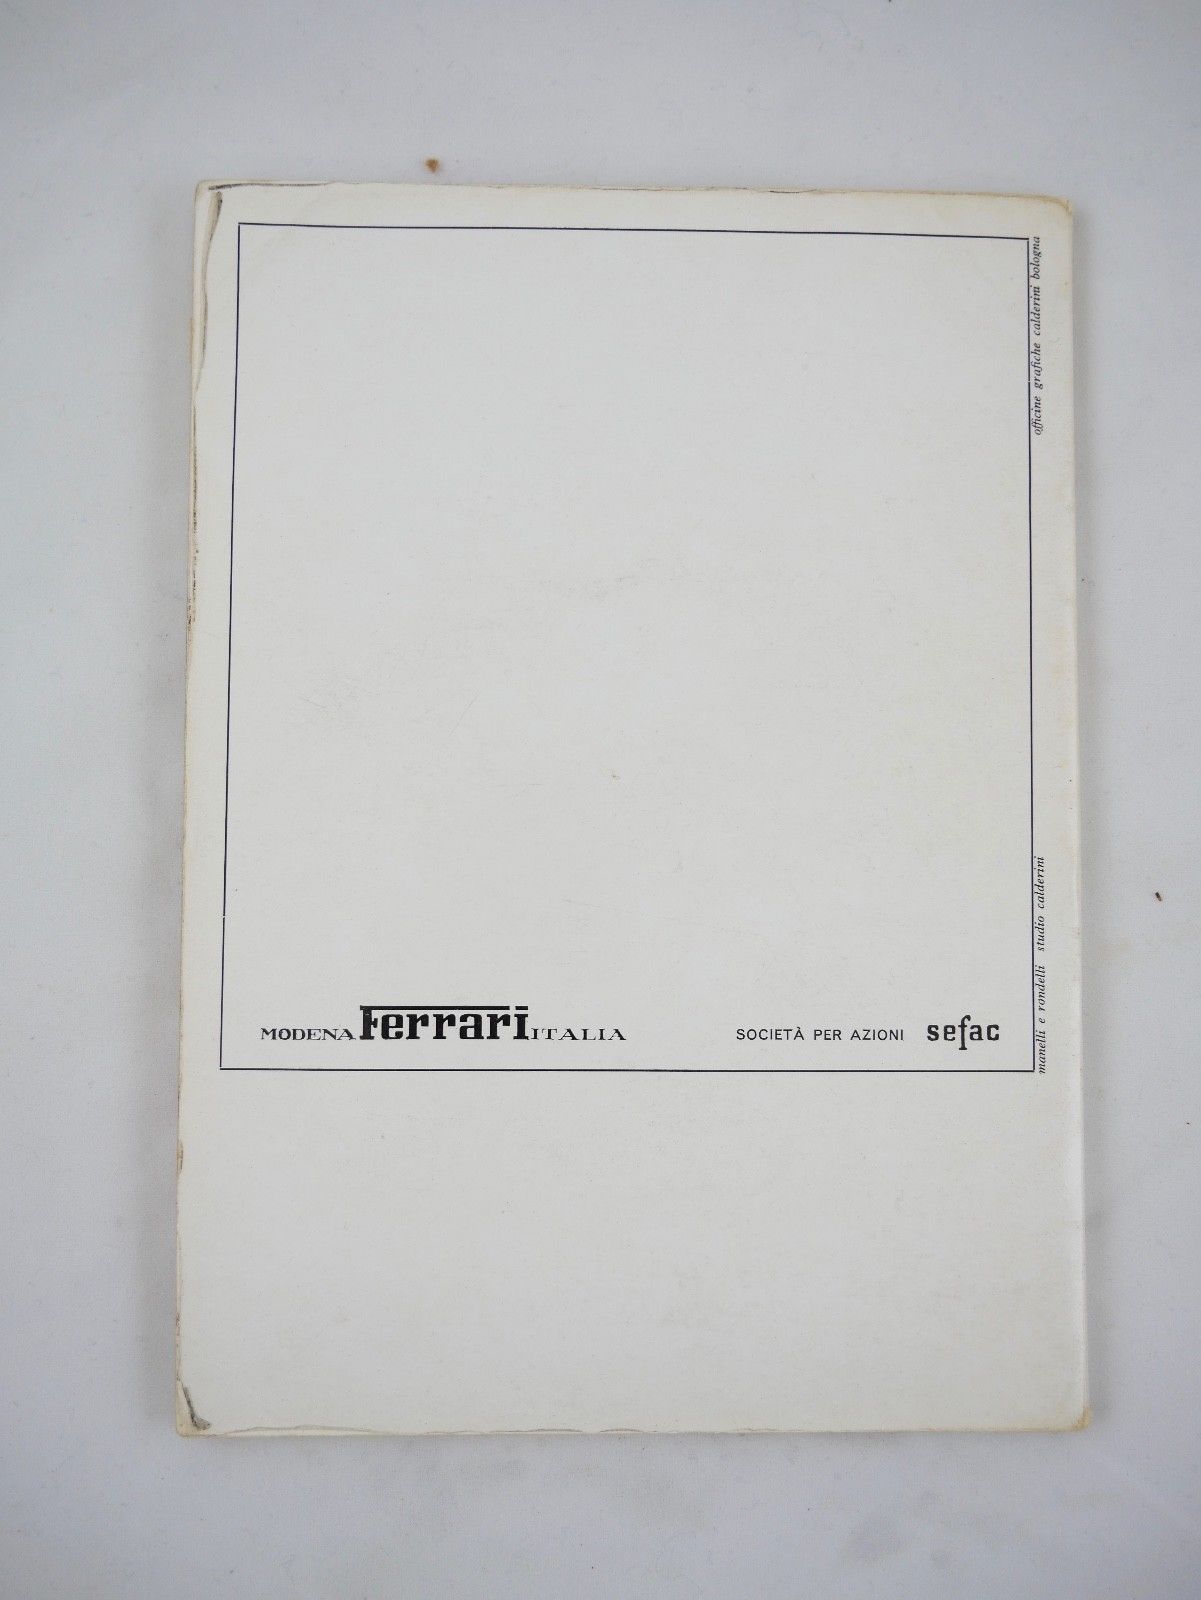 officine grafiche calderini bologna
manelli e rondelli studio calderini
MODENA Ferrari ITALIA
SOCIETÀ PER AZIONI sefac